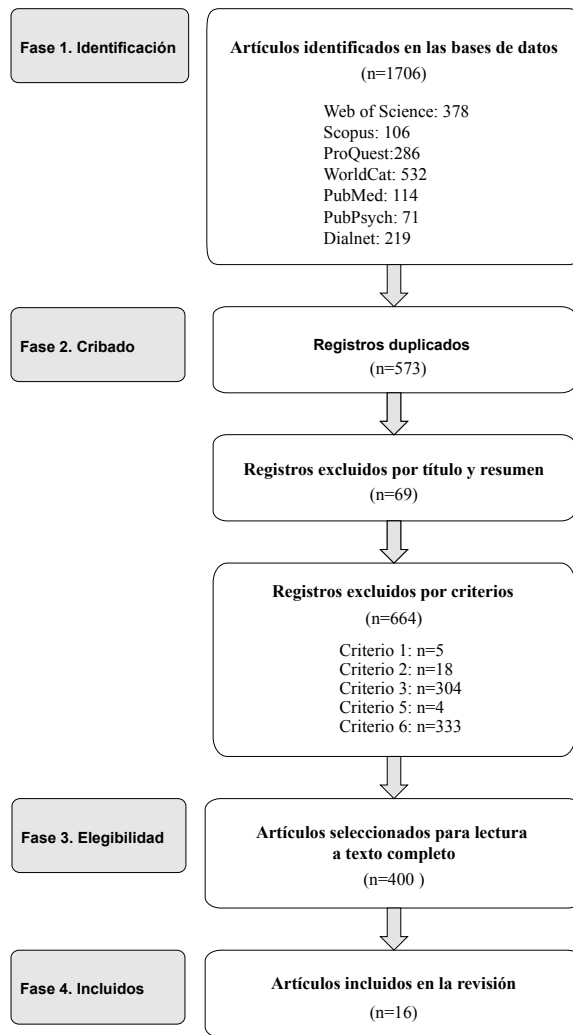 Fase 1. Identificación
Artículos identificados en las bases de datos
(n=1706)
Web of Science: 378
Scopus: 106
ProQuest:286
WorldCat: 532
PubMed: 114
PubPsych: 71
Dialnet: 219
Fase 2. Cribado
Registros duplicados
(n=573)
Registros excluidos por título y resumen
(n=69)
Registros excluidos por criterios
(n=664)
Criterio 1: n=5
Criterio 2: n=18
Criterio 3: n=304
Criterio 5: n=4
Criterio 6: n=333
Fase 3. Elegibilidad
Artículos seleccionados para lectura
a texto completo
(n=400 )
Fase 4. Incluidos
Artículos incluidos en la revisión
(n=16)